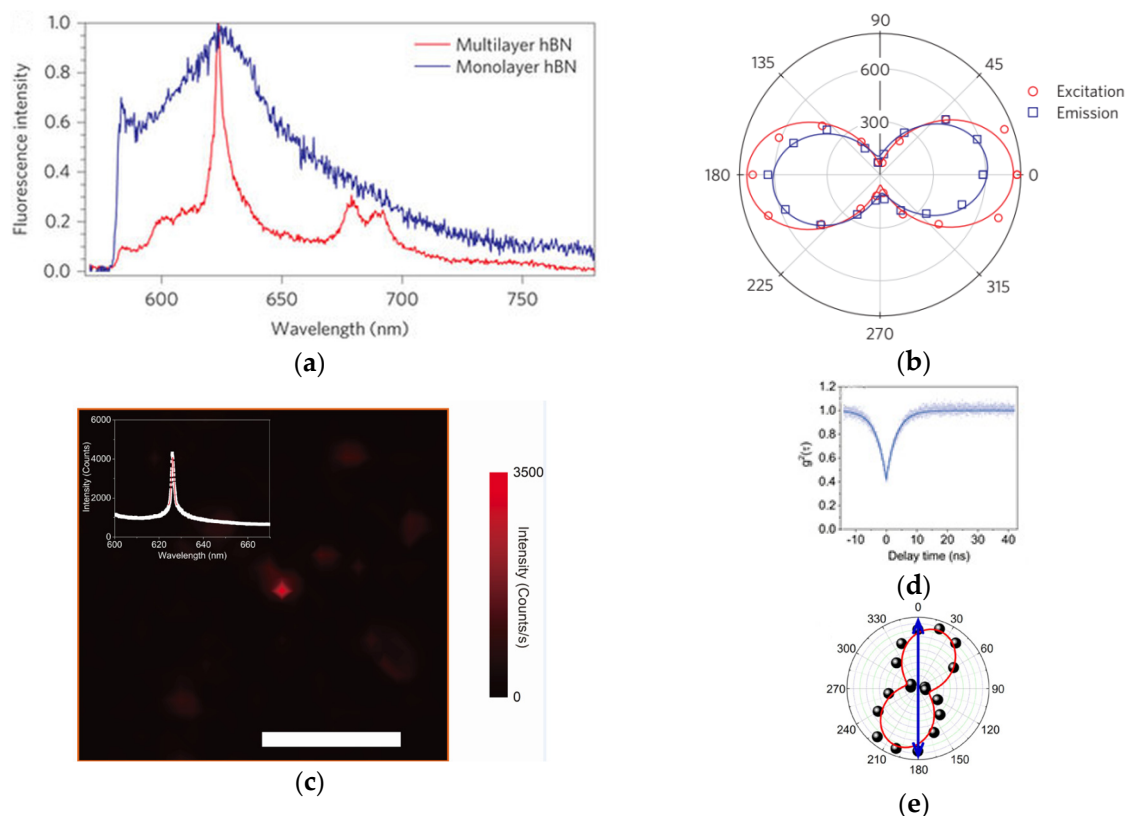 1.0
0.8
0.6
0.4
0.2
0.0
Fluorescence intensity
Multilayer hBN
Monolayer hBN
600 650 700 750
Wavelength (nm)
(a)
90
135 45
600
300
180 0
225 315
270
Excitation
Emission
(b)
6000
4000
2000
0
Intensity (Counts)
600 620 640 660
Wavelength (nm)
3500
0
Intensity (Counts/s)
(c)
1.2
1.0
0.8
0.6
0.4
0.2
0.0
g²(τ)
-10 0 10 20 30 40
Delay time (ns)
(d)
0
330 30
300 60
270 90
240 120
210 150
180
(e)